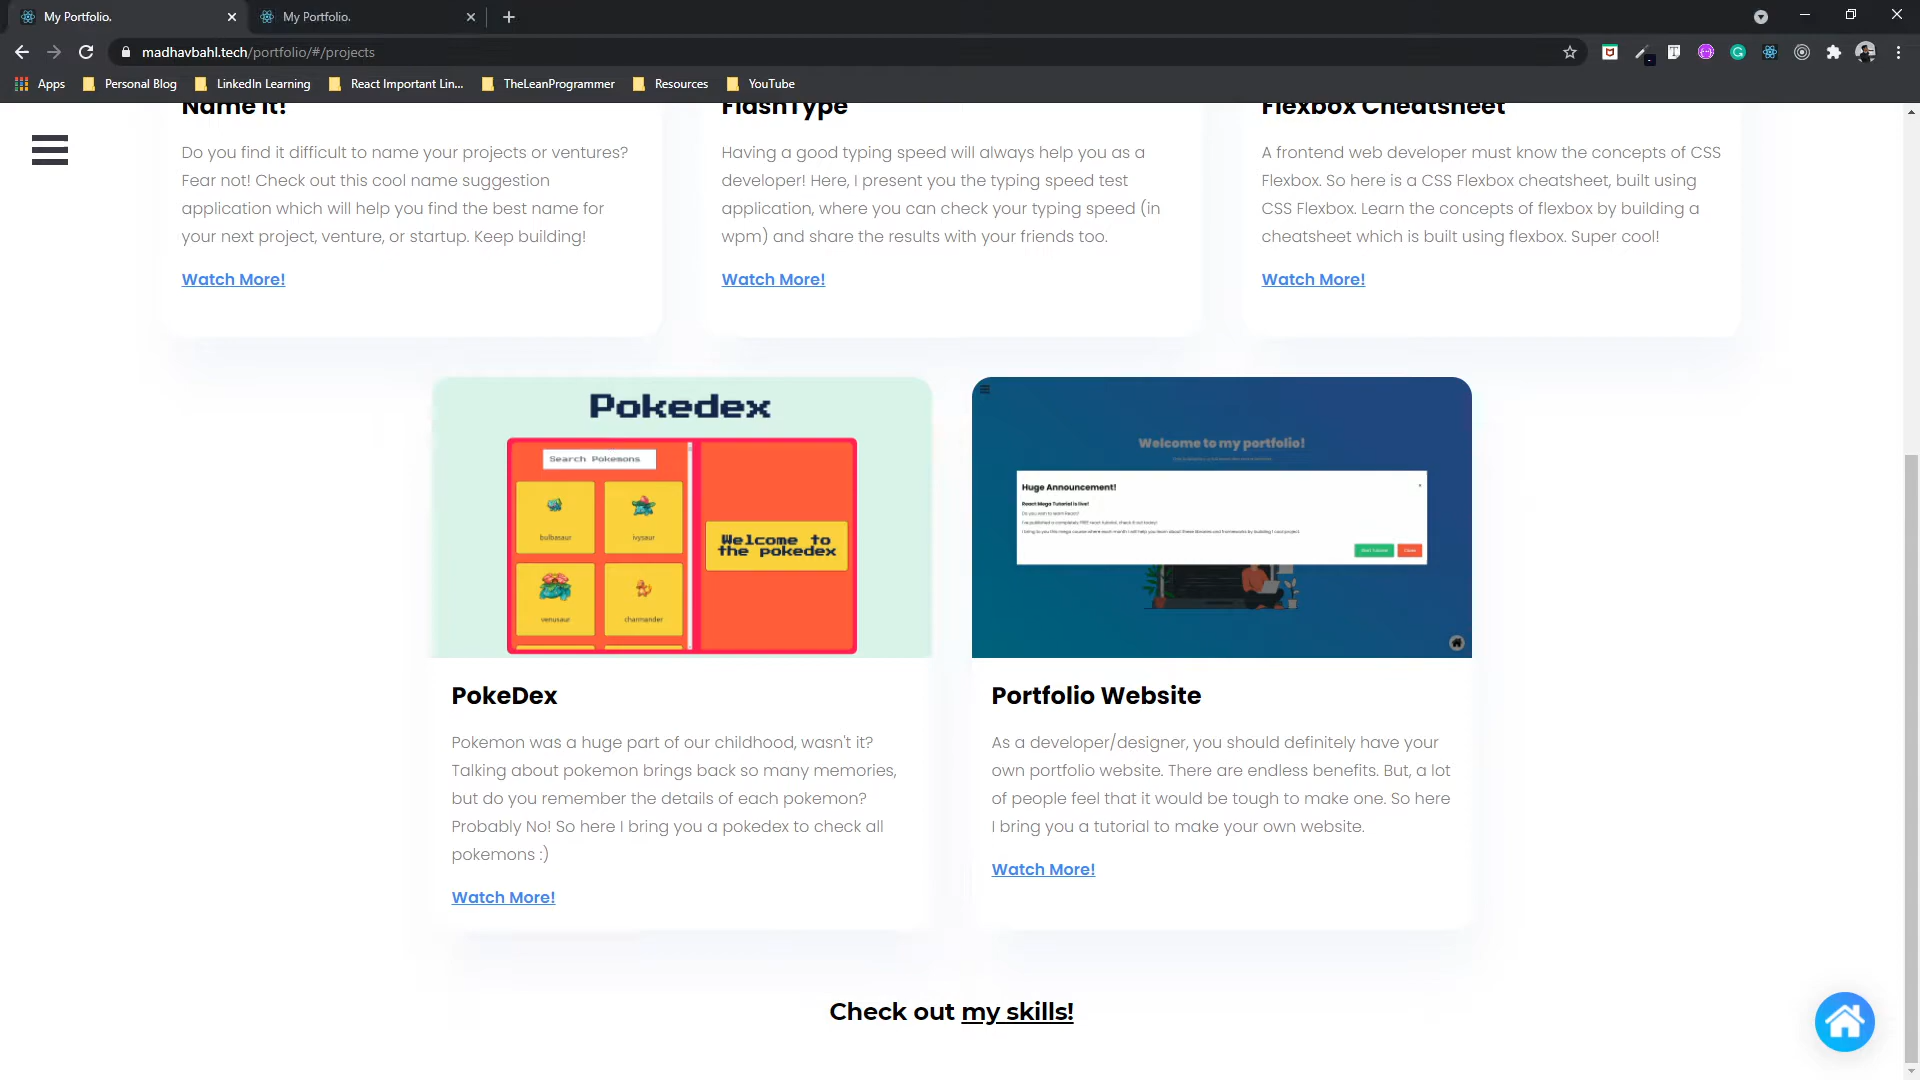 My Portfolio.
My Portfolio.
madhavbahl.tech/portfolio/#/projects
Apps
Personal Blog
LinkedIn Learning
React Important Lin...
TheLeanProgrammer
Resources
YouTube
Name It!
Do you find it difficult to name your projects or ventures?
Fear not! Check out this cool name suggestion
application which will help you find the best name for
your next project, venture, or startup. Keep building!
Watch More!
FlashType
Having a good typing speed will always help you as a
developer! Here, I present you the typing speed test
application, where you can check your typing speed (in
wpm) and share the results with your friends too.
Watch More!
Flexbox Cheatsheet
A frontend web developer must know the concepts of CSS
Flexbox. So here is a CSS Flexbox cheatsheet, built using
CSS Flexbox. Learn the concepts of flexbox by building a
cheatsheet which is built using flexbox. Super cool!
Watch More!
Pokedex
Search Pokemons
bulbasaur
ivysaur
venusaur
charmander
Welcome to
the pokedex
PokeDex
Pokemon was a huge part of our childhood, wasn't it?
Talking about pokemon brings back so many memories,
but do you remember the details of each pokemon?
Probably No! So here I bring you a pokedex to check all
pokemons :)
Watch More!
Welcome to my portfolio!
Huge Announcement!
React Mega Tutorial is live!
Do you wish to learn React?
Portfolio Website
As a developer/designer, you should definitely have your
own portfolio website. There are endless benefits. But, a lot
of people feel that it would be tough to make one. So here
I bring you a tutorial to make your own website.
Watch More!
Check out my skills!